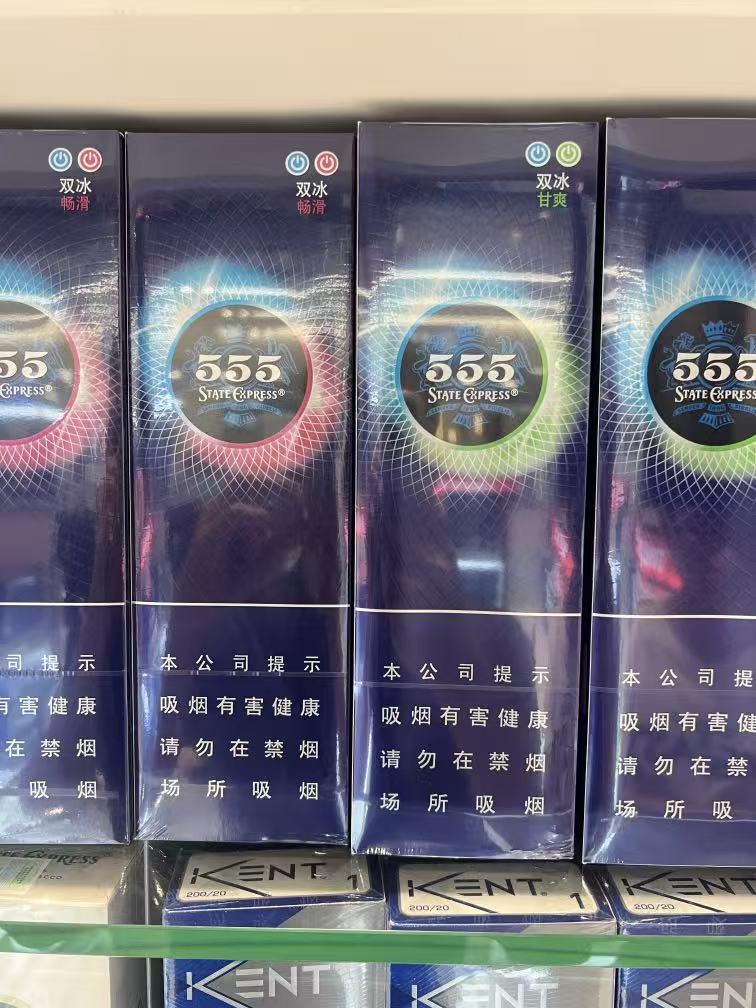 双冰
畅滑
55
EXPRESS®
司提示
有害健康
在禁烟
吸烟
双冰
畅滑
555
STATE EXPRESS®
本公司提示
吸烟有害健康
请勿在禁烟
场所吸烟
双冰
甘爽
555
STATE EXPRESS®
本公司提示
吸烟有害健康
请勿在禁烟
场所吸烟
555
STATE EXPRESS
本公司提
吸烟有害健
请勿在禁
场所吸
STATE EXPRESS
KENT 1
200/20
KENT 1
200/20
KENT
200/20
KENT
KENT
KENT